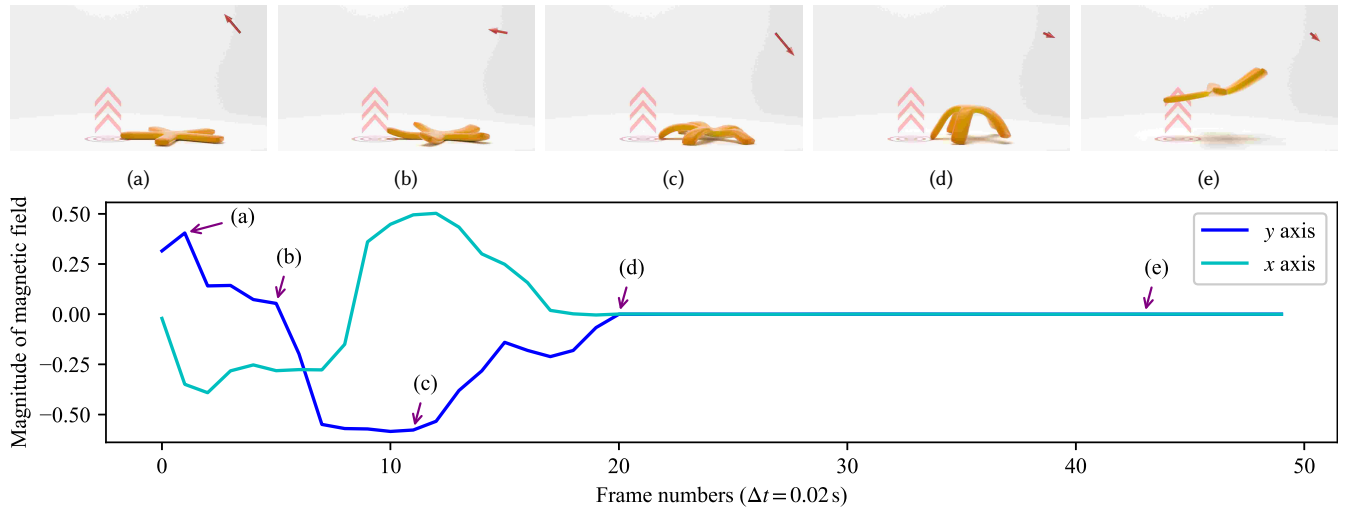 (a) (b) (c) (d) (e)
Magnitude of magnetic field
0.50
0.25
0.00
−0.25
−0.50
(a)
(b)
(c)
(d)
(e)
y axis
x axis
0 10 20 30 40 50
Frame numbers (Δt = 0.02 s)